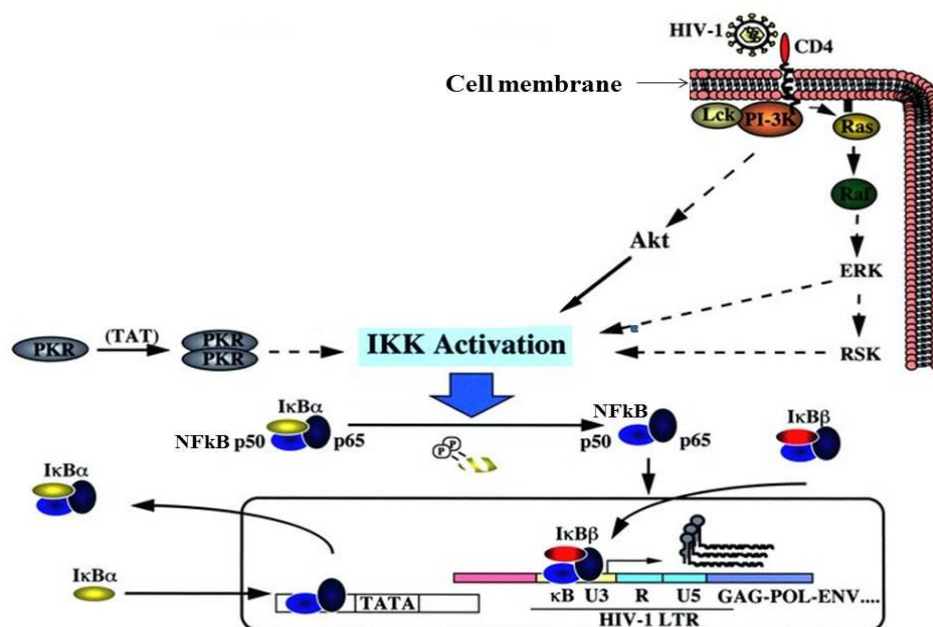 HIV-1
CD4
Cell membrane
Lck
PI-3K
Ras
Raf
Akt
ERK
(TAT)
PKR
PKR
PKR
IKK Activation
RSK
IκBα
NFkB p50
p65
NFkB
p50
p65
IκBβ
P
P
IκBα
IκBβ
IκBα
TATA
κB U3 R U5 GAG-POL-ENV....
HIV-1 LTR